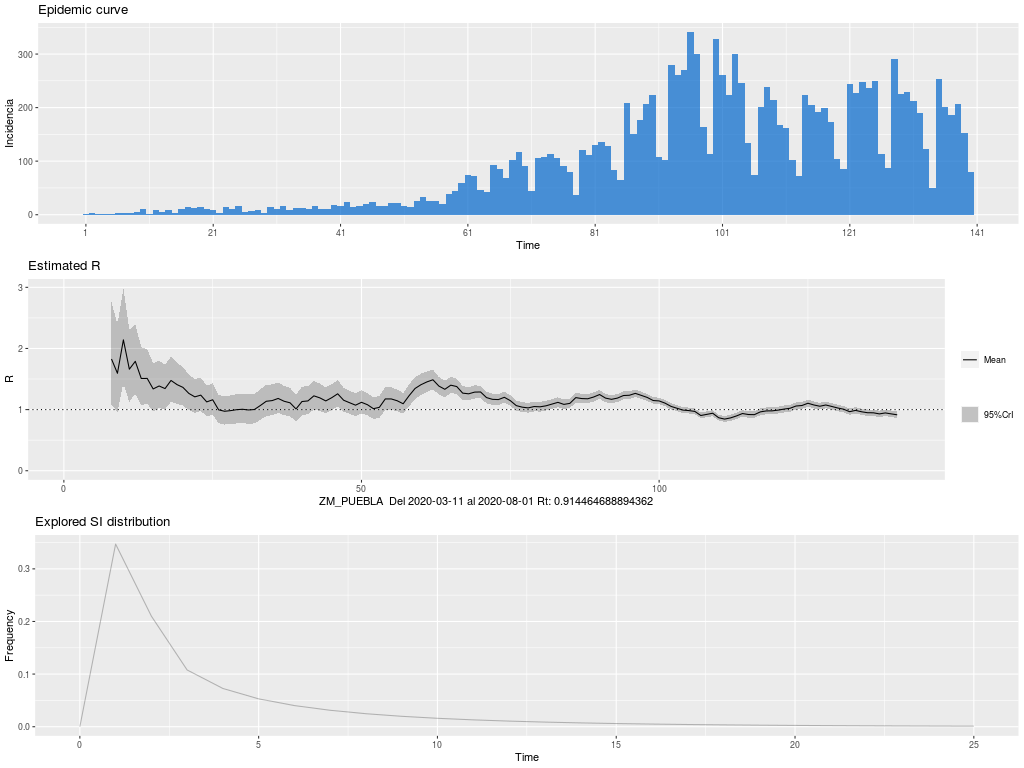 Epidemic curve
Incidencia
300
200
100
0
1 21 41 61 81 101 121 141
Time
Estimated R
R
3
2
1
0
0 50 100
ZM_PUEBLA Del 2020-03-11 al 2020-08-01 Rt: 0.914464688894362
Mean
95%CrI
Explored SI distribution
Frequency
0.3
0.2
0.1
0.0
0 5 10 15 20 25
Time